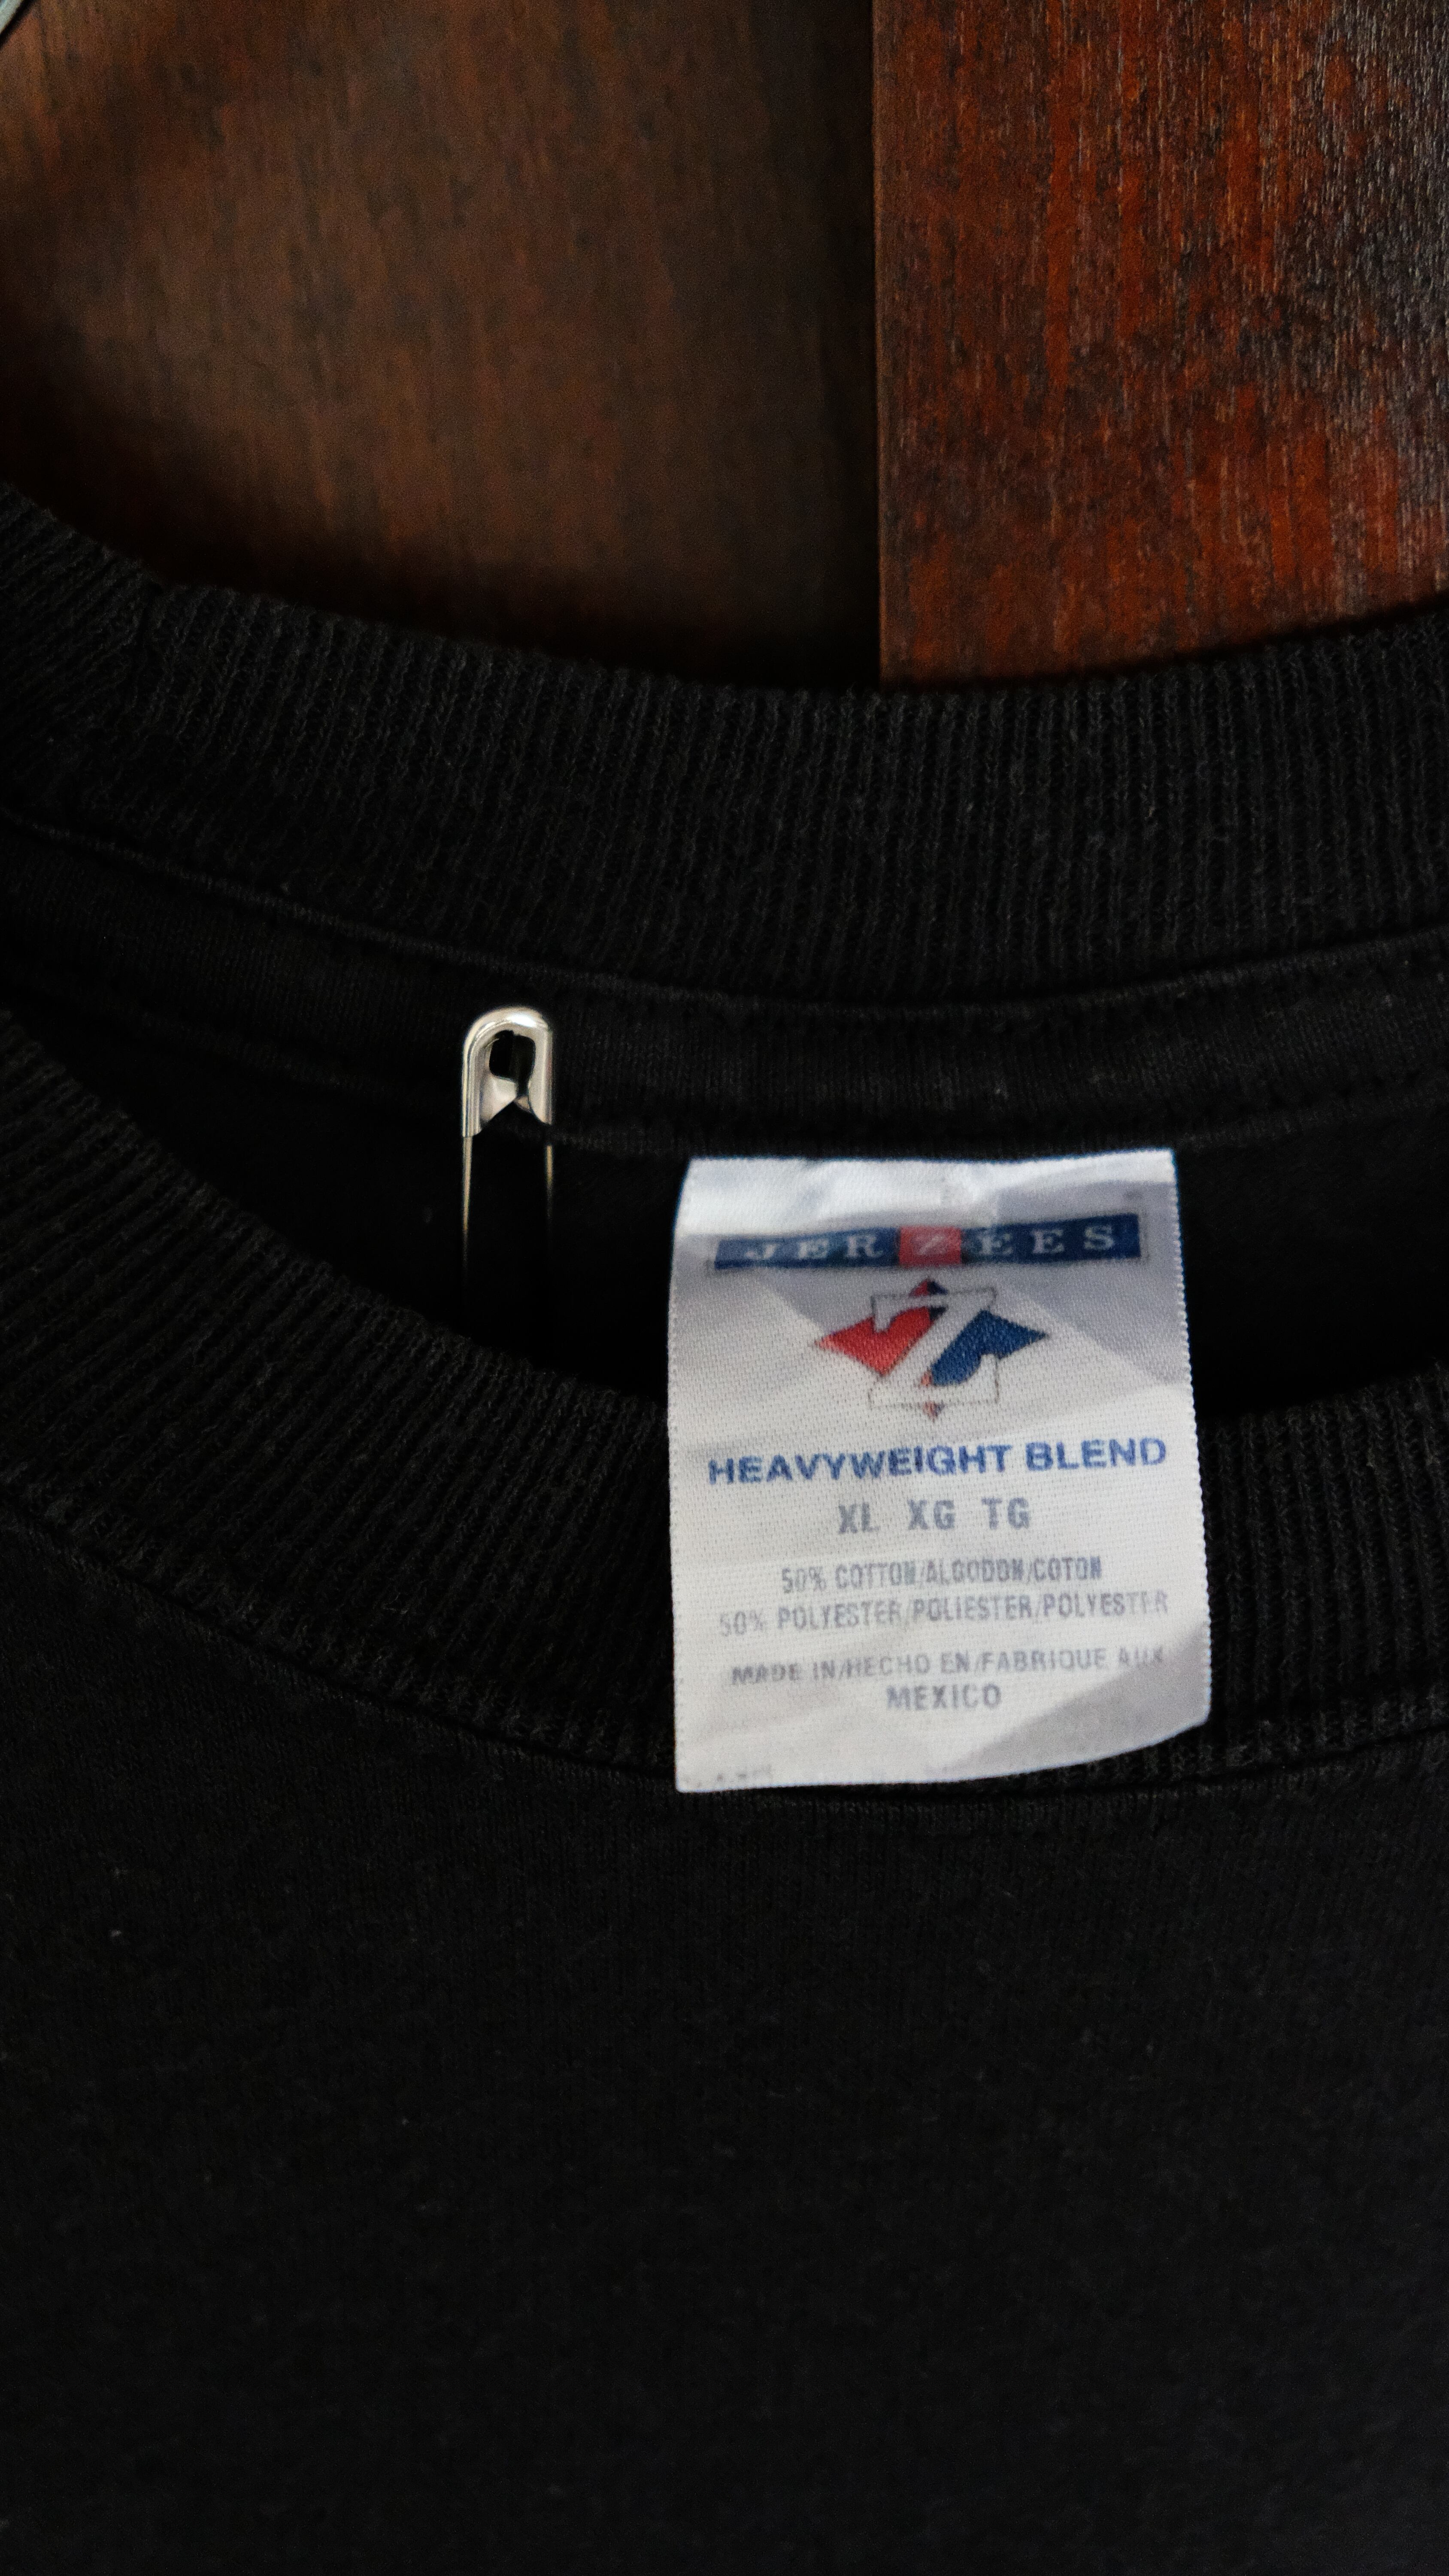 JERZEES
Z
HEAVYWEIGHT BLEND
XL XG TG
50% COTTON/ALGODON/COTON
50% POLYESTER/POLIESTER/POLYESTER
MADE IN/HECHO EN/FABRIQUE AUX
MEXICO